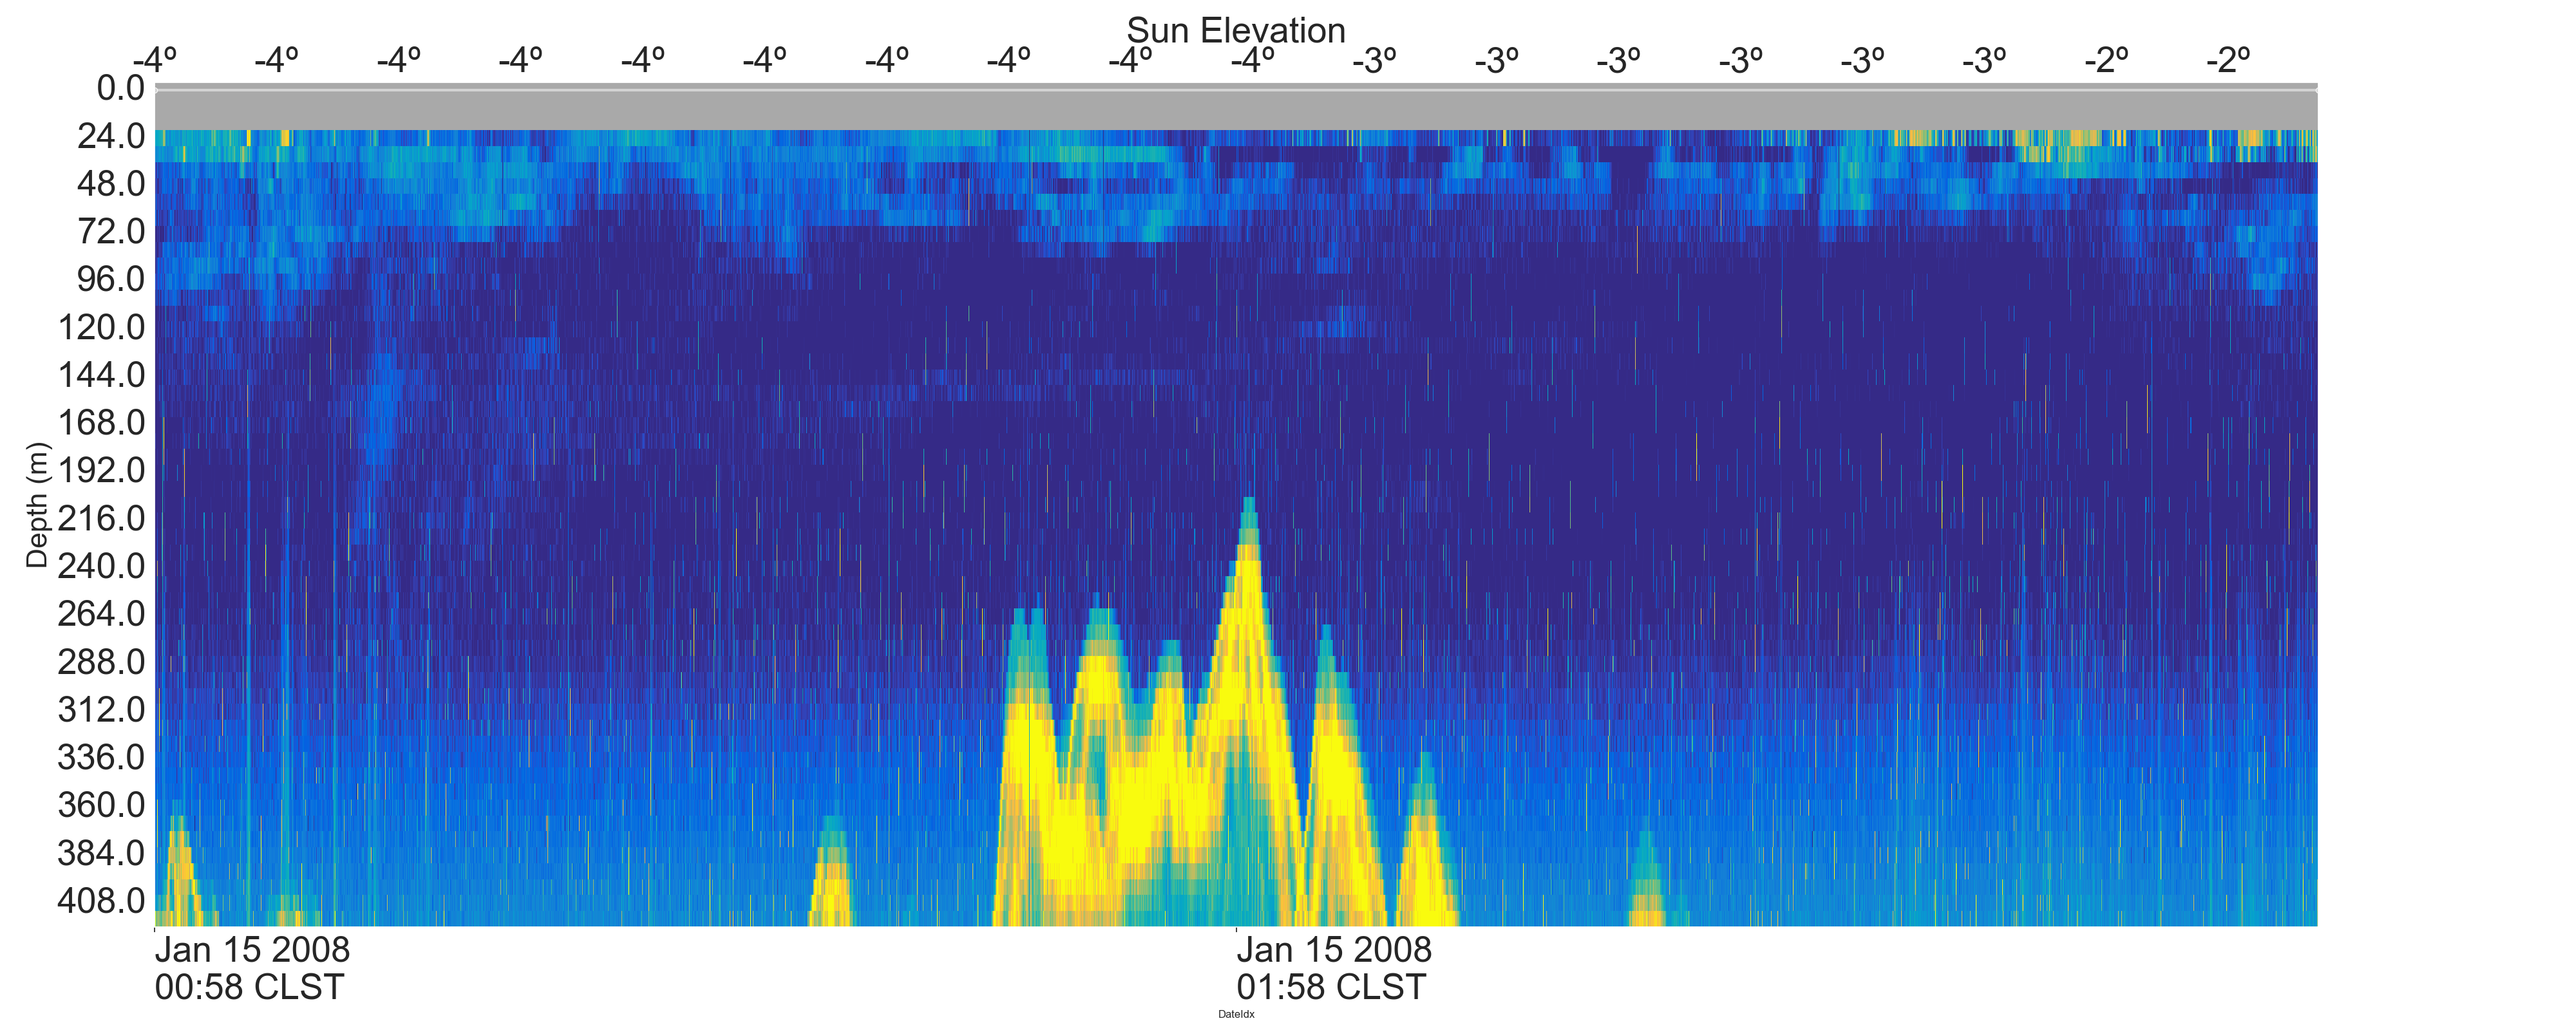 Sun Elevation
-4º -4º -4º -4º -4º -4º -4º -4º -4º -4º -3º -3º -3º -3º -3º -3º -2º -2º
0.0
24.0
48.0
72.0
96.0
120.0
144.0
168.0
192.0
216.0
240.0
264.0
288.0
312.0
336.0
360.0
384.0
408.0
Depth (m)
Jan 15 2008
00:58 CLST
Jan 15 2008
01:58 CLST
DateIdx